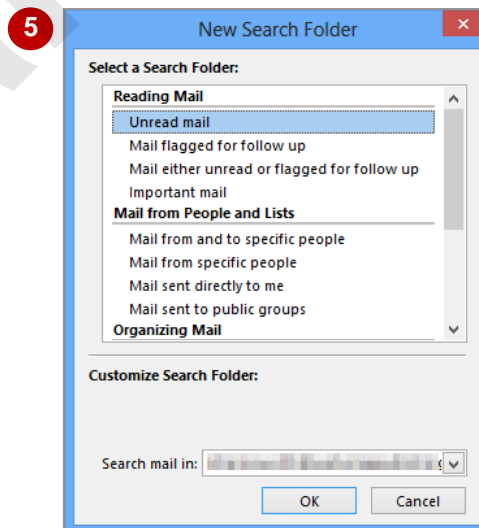 5
New Search Folder
Select a Search Folder:
Reading Mail
Unread mail
Mail flagged for follow up
Mail either unread or flagged for follow up
Important mail
Mail from People and Lists
Mail from and to specific people
Mail from specific people
Mail sent directly to me
Mail sent to public groups
Organizing Mail
Customize Search Folder:
Search mail in:
OK Cancel